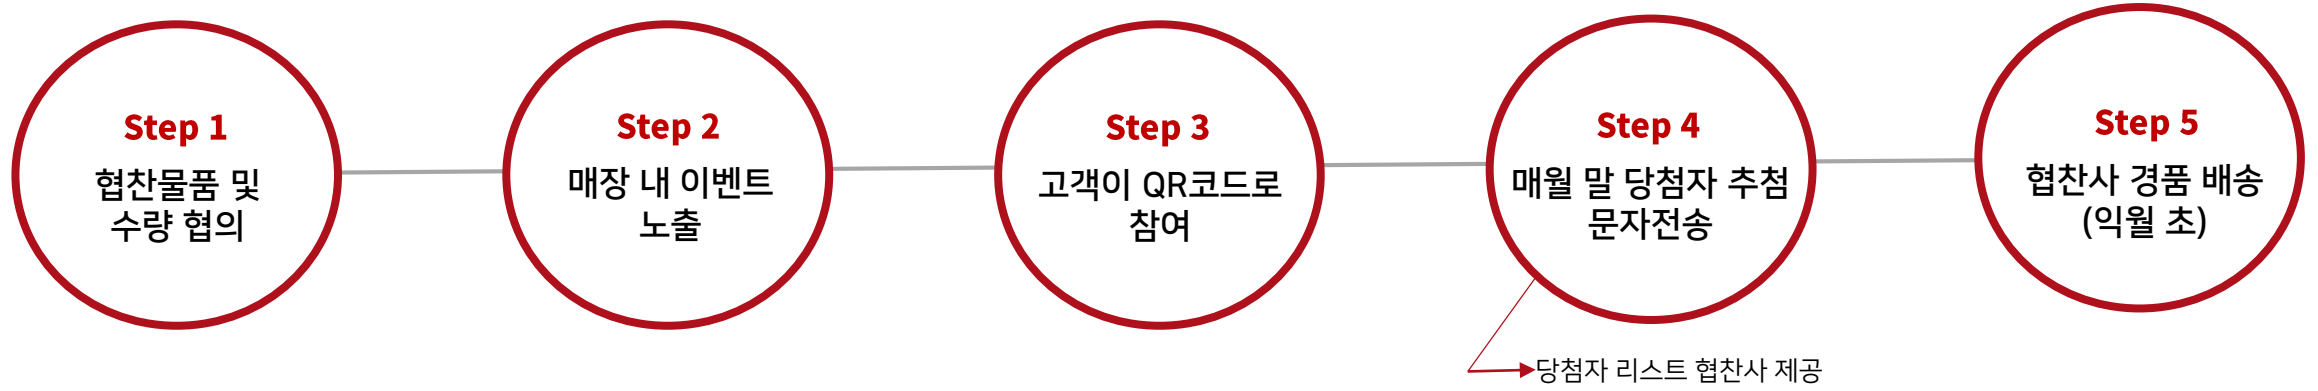 Step 1
협찬물품 및
수량 협의
Step 2
매장 내 이벤트
노출
Step 3
고객이 QR코드로
참여
Step 4
매월 말 당첨자 추첨
문자전송
Step 5
협찬사 경품 배송
(익월 초)
당첨자 리스트 협찬사 제공